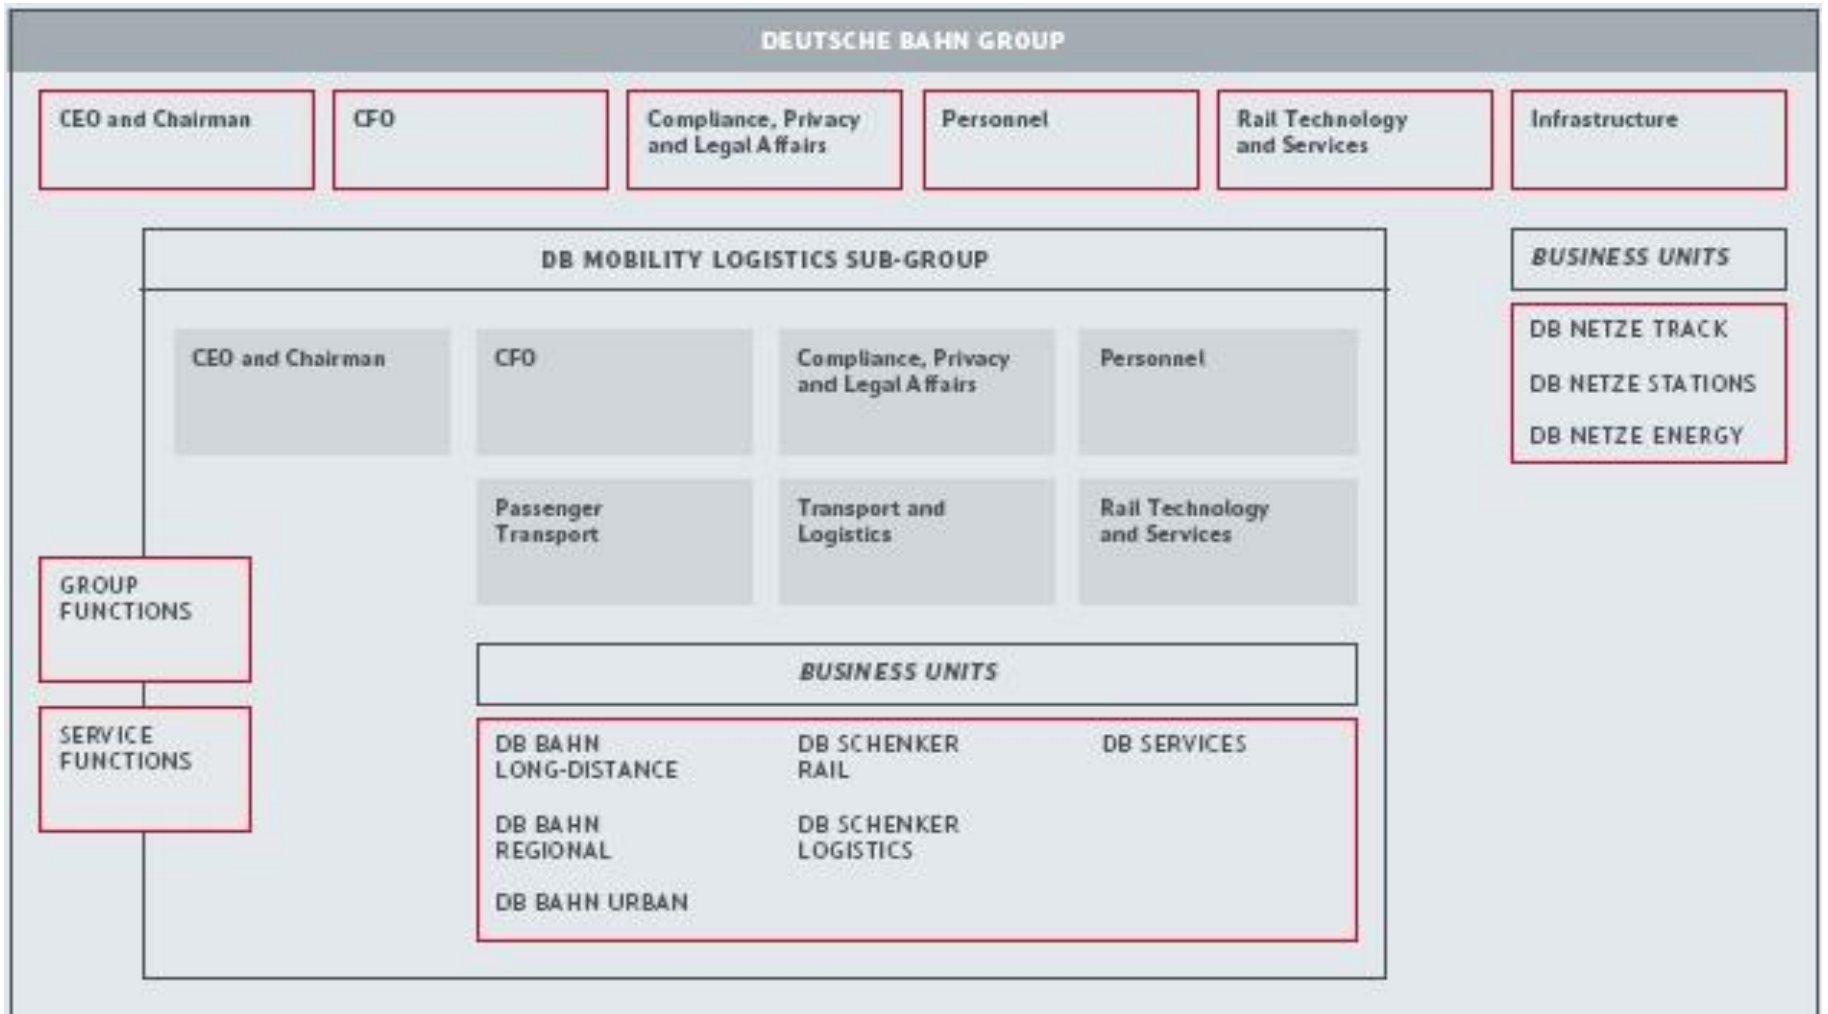 DEUTSCHE BAHN GROUP
CEO and Chairman
CFO
Compliance, Privacy
and Legal Affairs
Personnel
Rail Technology
and Services
Infrastructure
DB MOBILITY LOGISTICS SUB-GROUP
CEO and Chairman
CFO
Compliance, Privacy
and Legal Affairs
Personnel
Passenger
Transport
Transport and
Logistics
Rail Technology
and Services
GROUP
FUNCTIONS
SERVICE
FUNCTIONS
BUSINESS UNITS
DB BAHN
LONG-DISTANCE
DB BAHN
REGIONAL
DB BAHN URBAN
DB SCHENKER
RAIL
DB SCHENKER
LOGISTICS
DB SERVICES
BUSINESS UNITS
DB NETZE TRACK
DB NETZE STATIONS
DB NETZE ENERGY